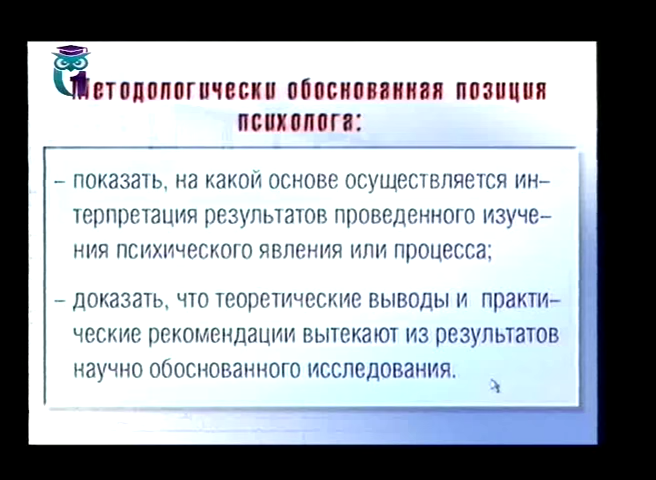 Методологически обоснованная позиция
психолога:
– показать, на какой основе осуществляется ин–
терпретация результатов проведенного изуче–
ния психического явления или процесса;
– доказать, что теоретические выводы и практи–
ческие рекомендации вытекают из результатов
научно обоснованного исследования.